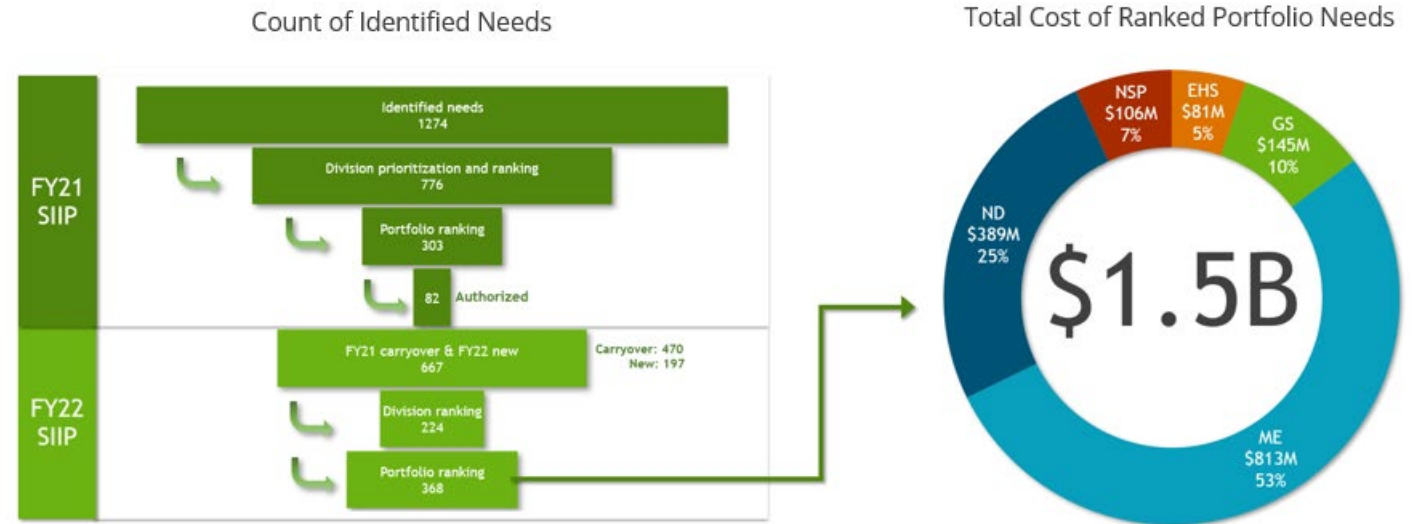 Count of Identified Needs
Identified needs
1274
Division prioritization and ranking
776
Portfolio ranking
303
82
Authorized
FY21
SIIP
FY21 carryover & FY22 new
667
Carryover: 470
New: 197
Division ranking
224
Portfolio ranking
368
FY22
SIIP
Total Cost of Ranked Portfolio Needs
NSP
$106M
7%
EHS
$81M
5%
GS
$145M
10%
ND
$389M
25%
$1.5B
ME
$813M
53%